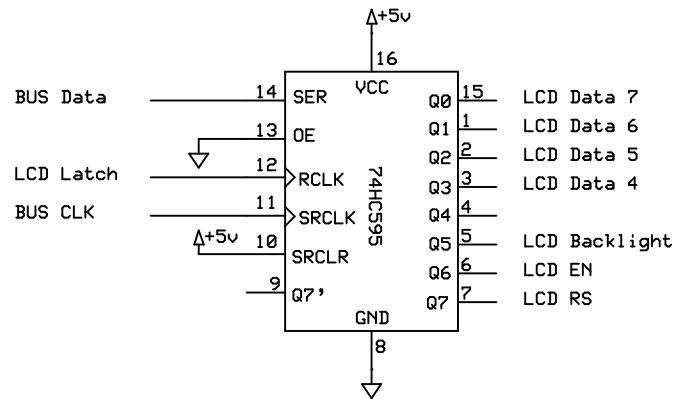 +5v
16
VCC
BUS Data 14 SER Q0 15 LCD Data 7
13 OE Q1 1 LCD Data 6
Q2 2 LCD Data 5
LCD Latch 12 RCLK Q3 3 LCD Data 4
74HC595
BUS CLK 11 SRCLK Q4 4
+5v 10 SRCLR Q5 5 LCD Backlight
Q6 6 LCD EN
9 Q7' Q7 7 LCD RS
GND
8